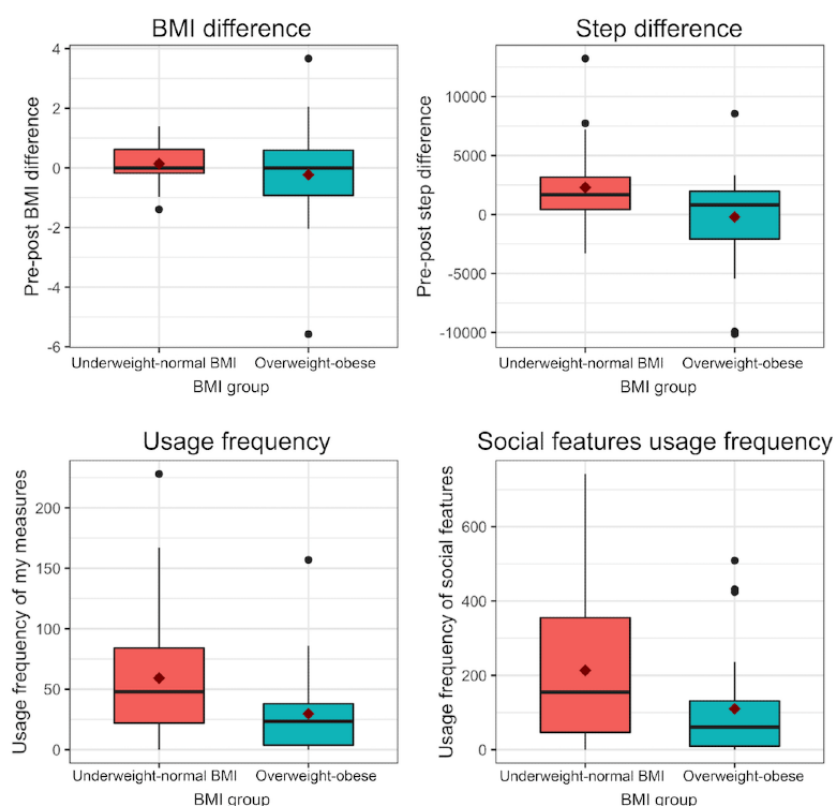 BMI difference
Pre-post BMI difference
4
2
0
-2
-4
-6
Underweight-normal BMI Overweight-obese
BMI group
Step difference
Pre-post step difference
10000
5000
0
-5000
-10000
Underweight-normal BMI Overweight-obese
BMI group
Usage frequency
Usage frequency of my measures
200
150
100
50
0
Underweight-normal BMI Overweight-obese
BMI group
Social features usage frequency
Usage frequency of social features
600
400
200
0
Underweight-normal BMI Overweight-obese
BMI group